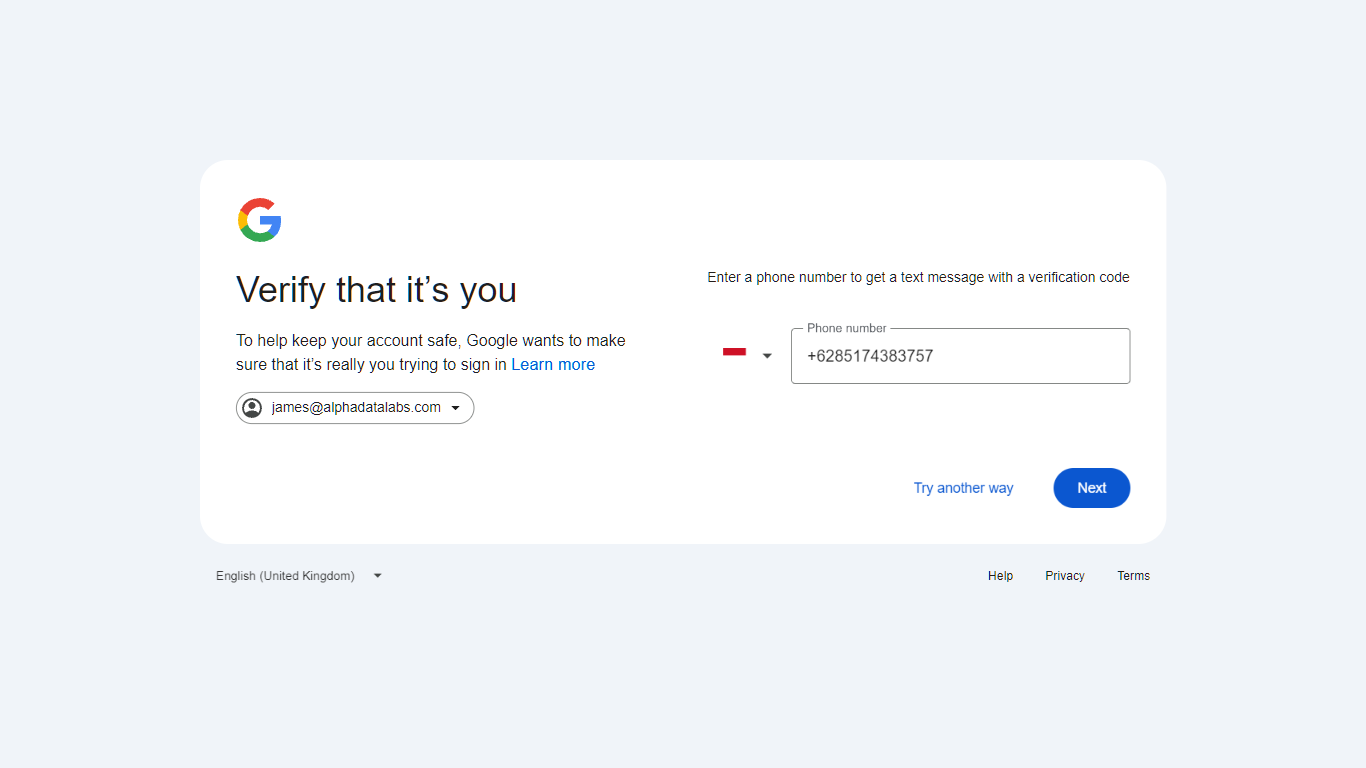 Verify that it’s you
To help keep your account safe, Google wants to make
sure that it’s really you trying to sign in Learn more
james@alphadatalabs.com
Enter a phone number to get a text message with a verification code
Phone number
+6285174383757
Try another way
Next
English (United Kingdom)
Help
Privacy
Terms